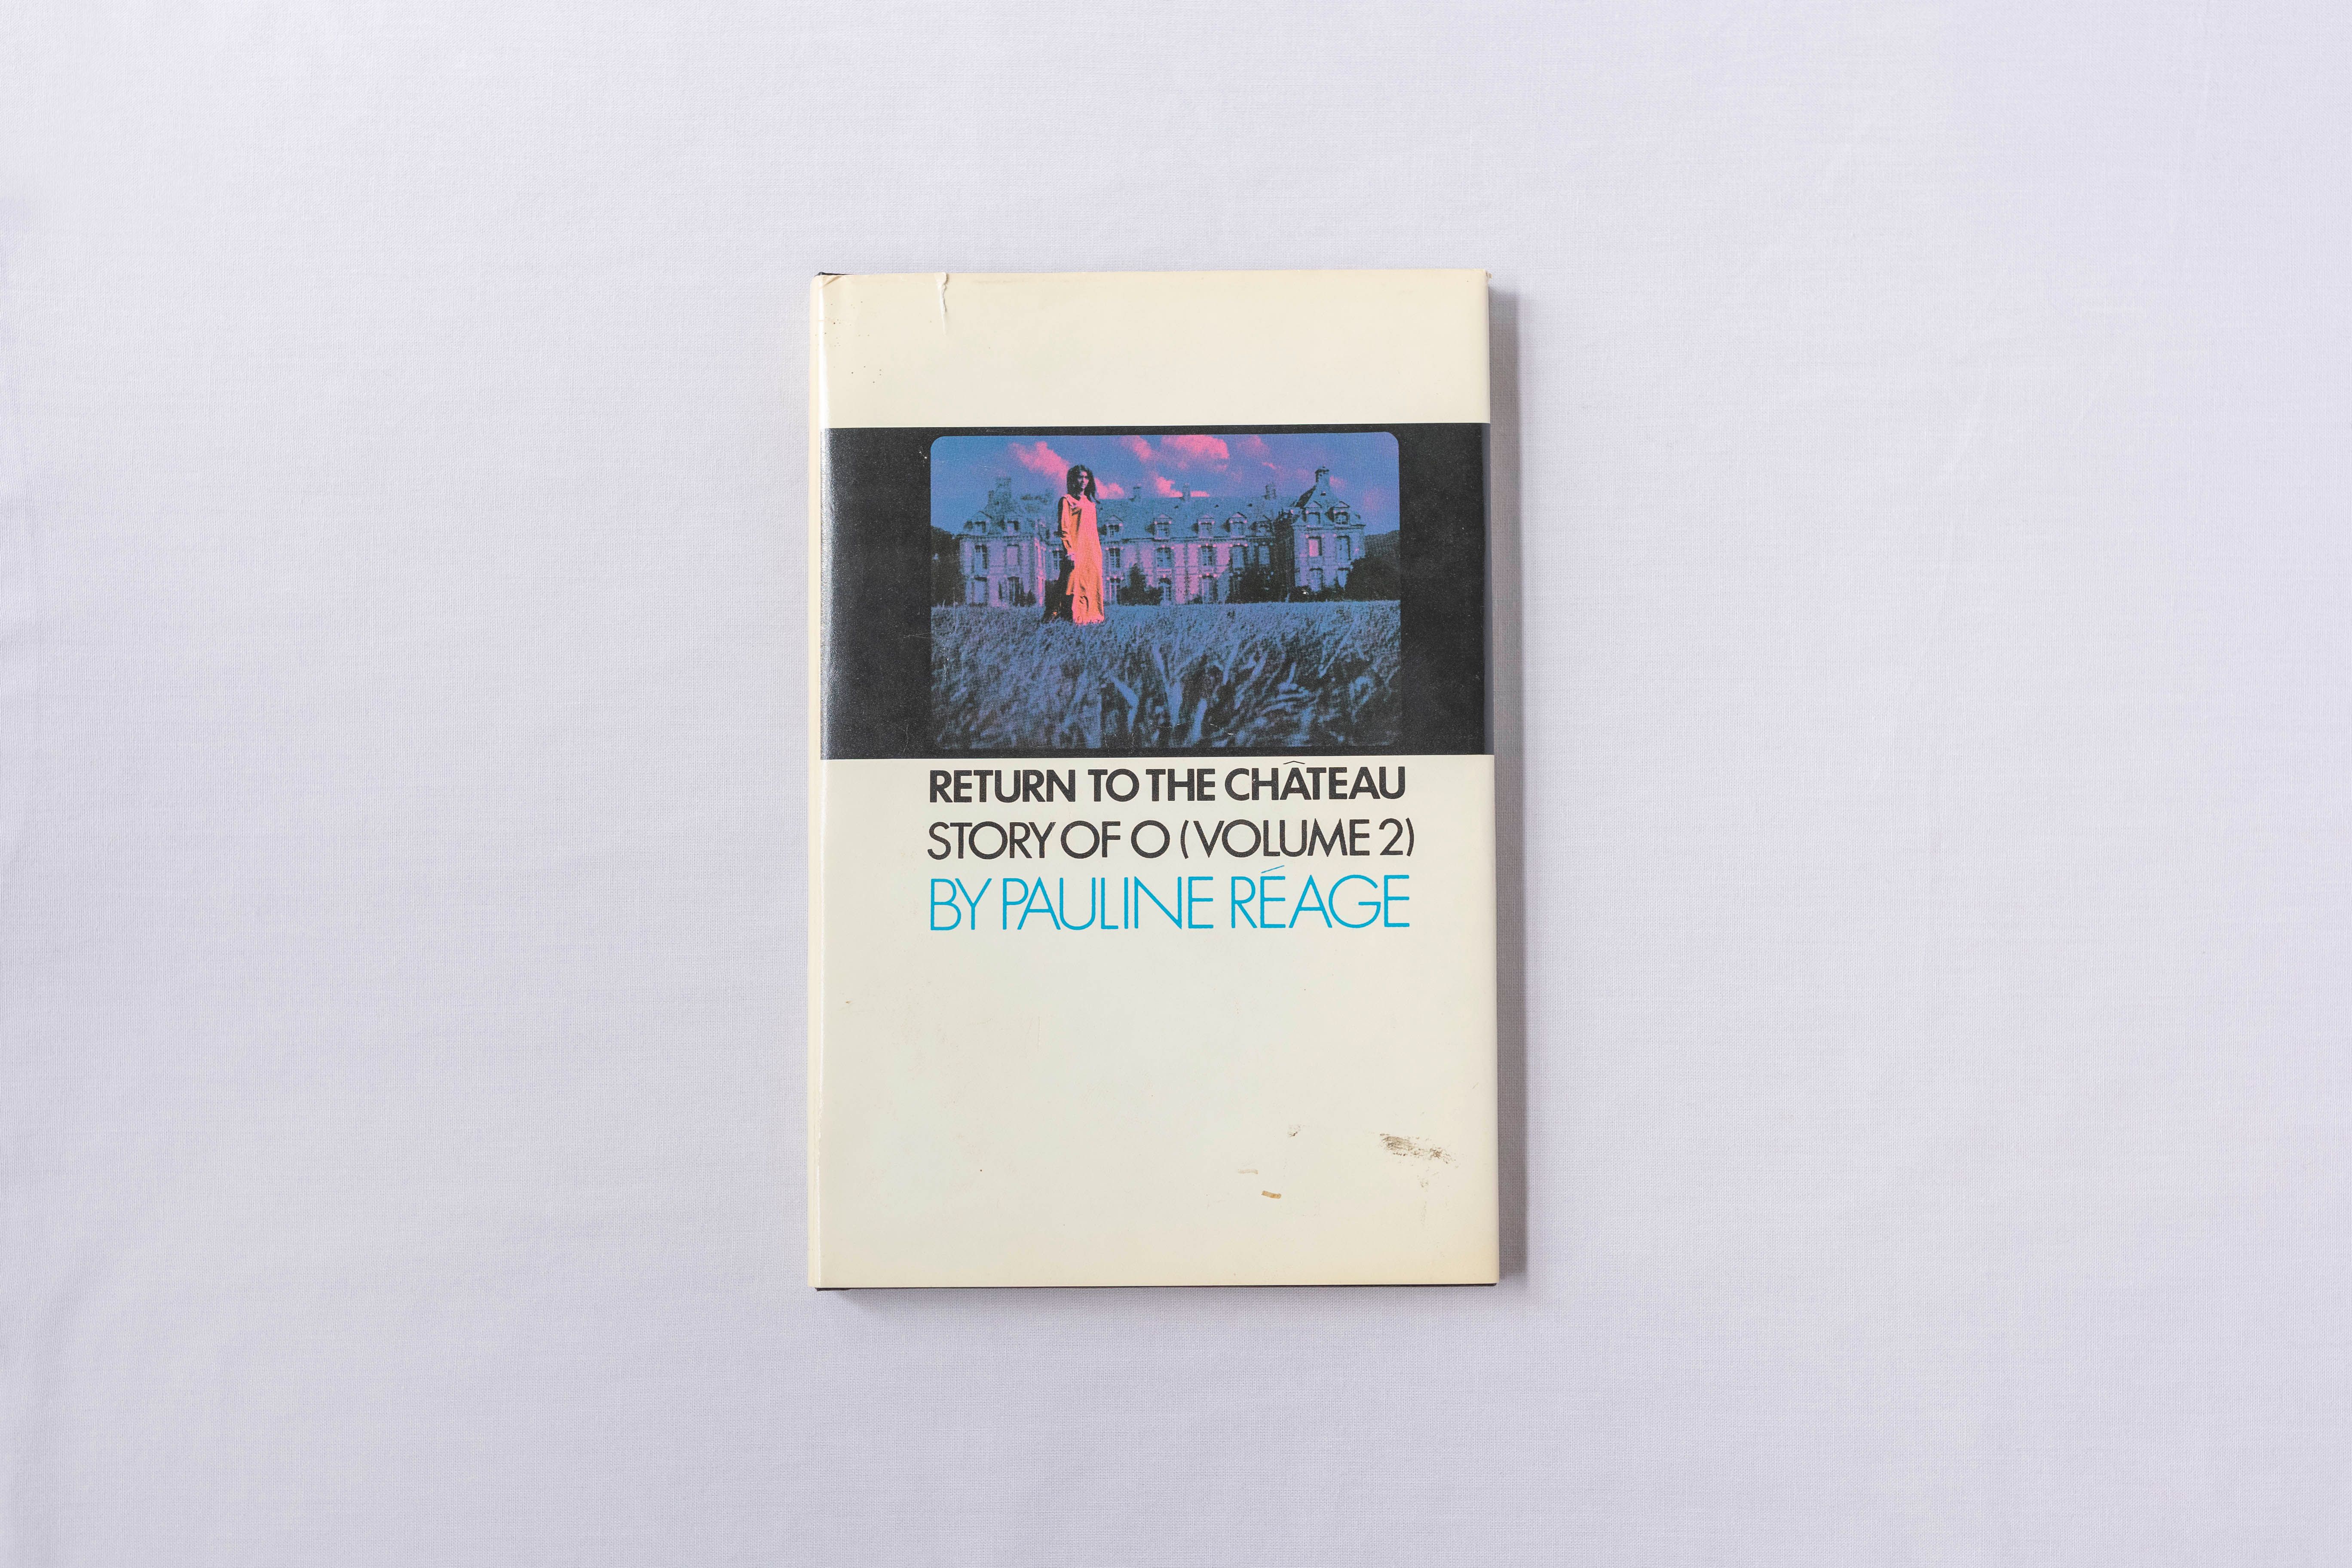 RETURN TO THE CHÂTEAU
STORY OF O (VOLUME 2)
BY PAULINE RÉAGE